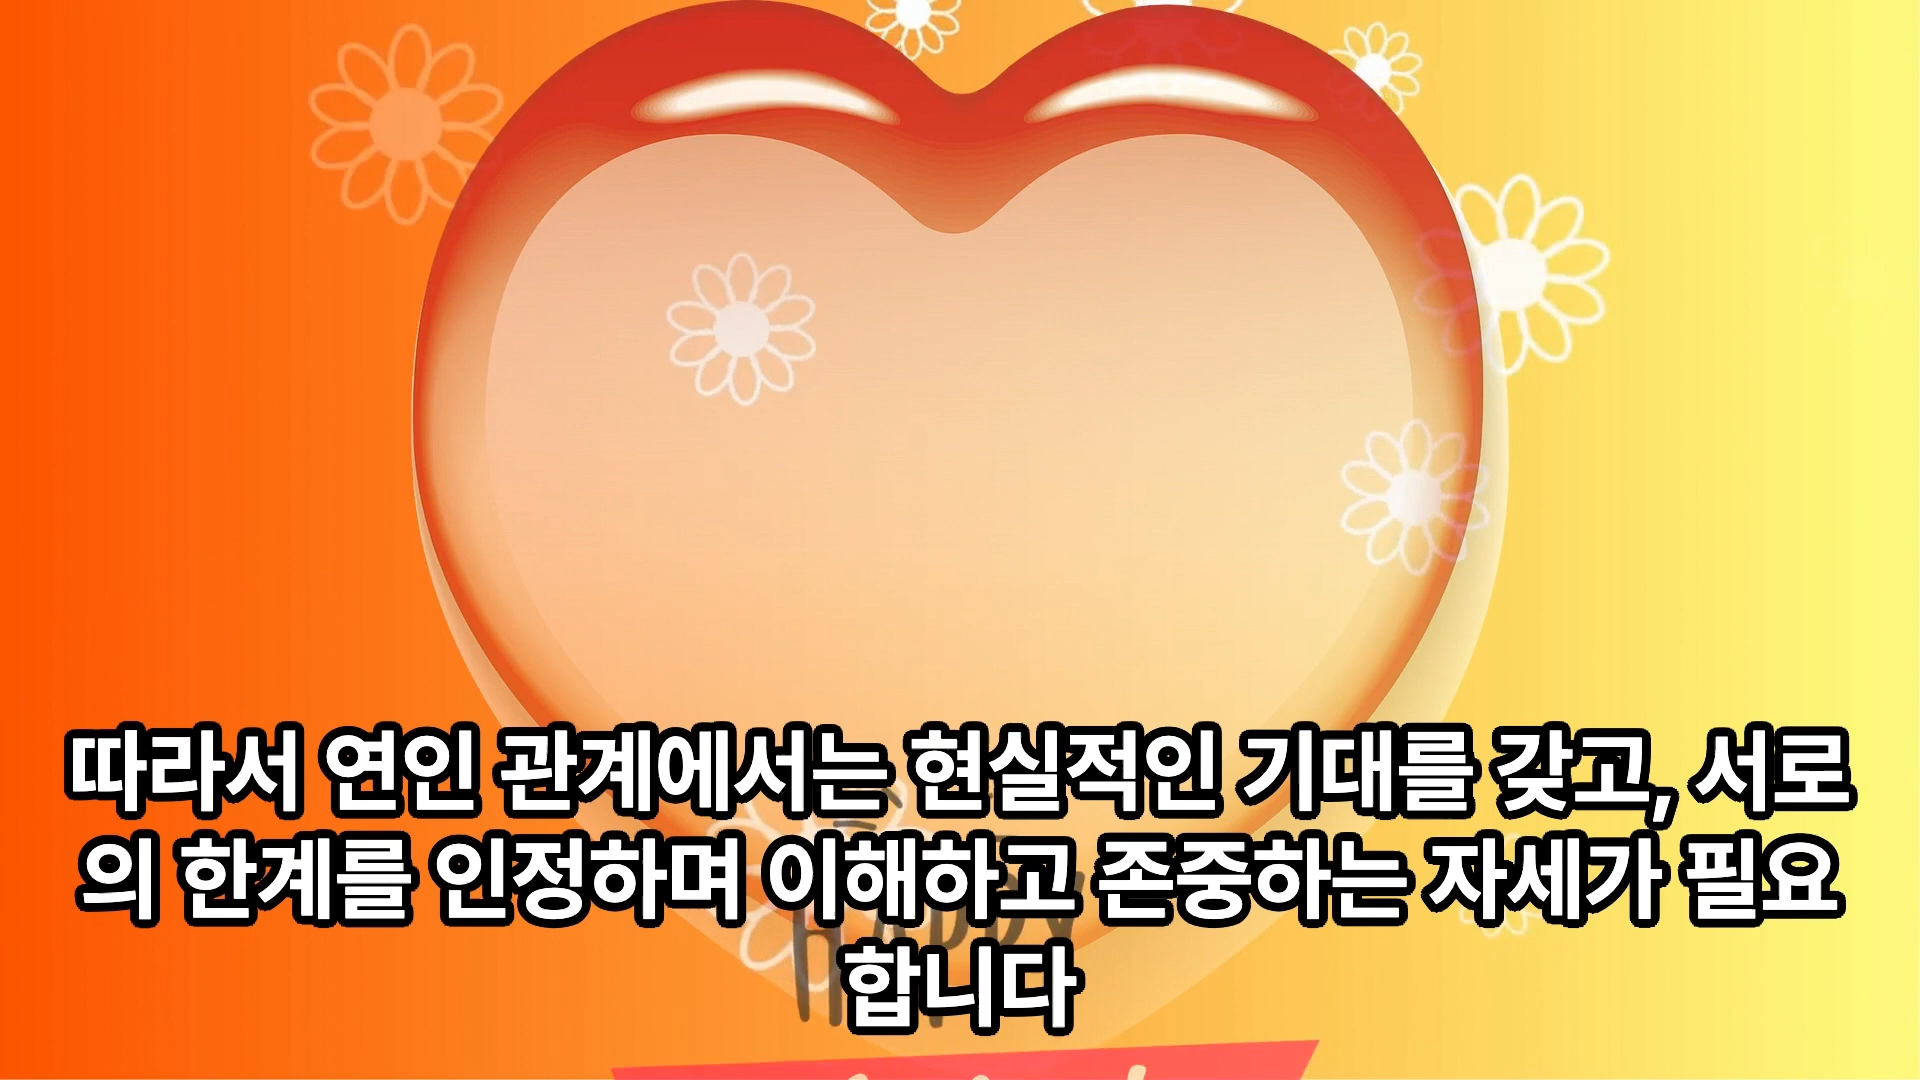 따라서 연인 관계에서는 현실적인 기대를 갖고, 서로
의 한계를 인정하며 이해하고 존중하는 자세가 필요
합니다
HAPPY